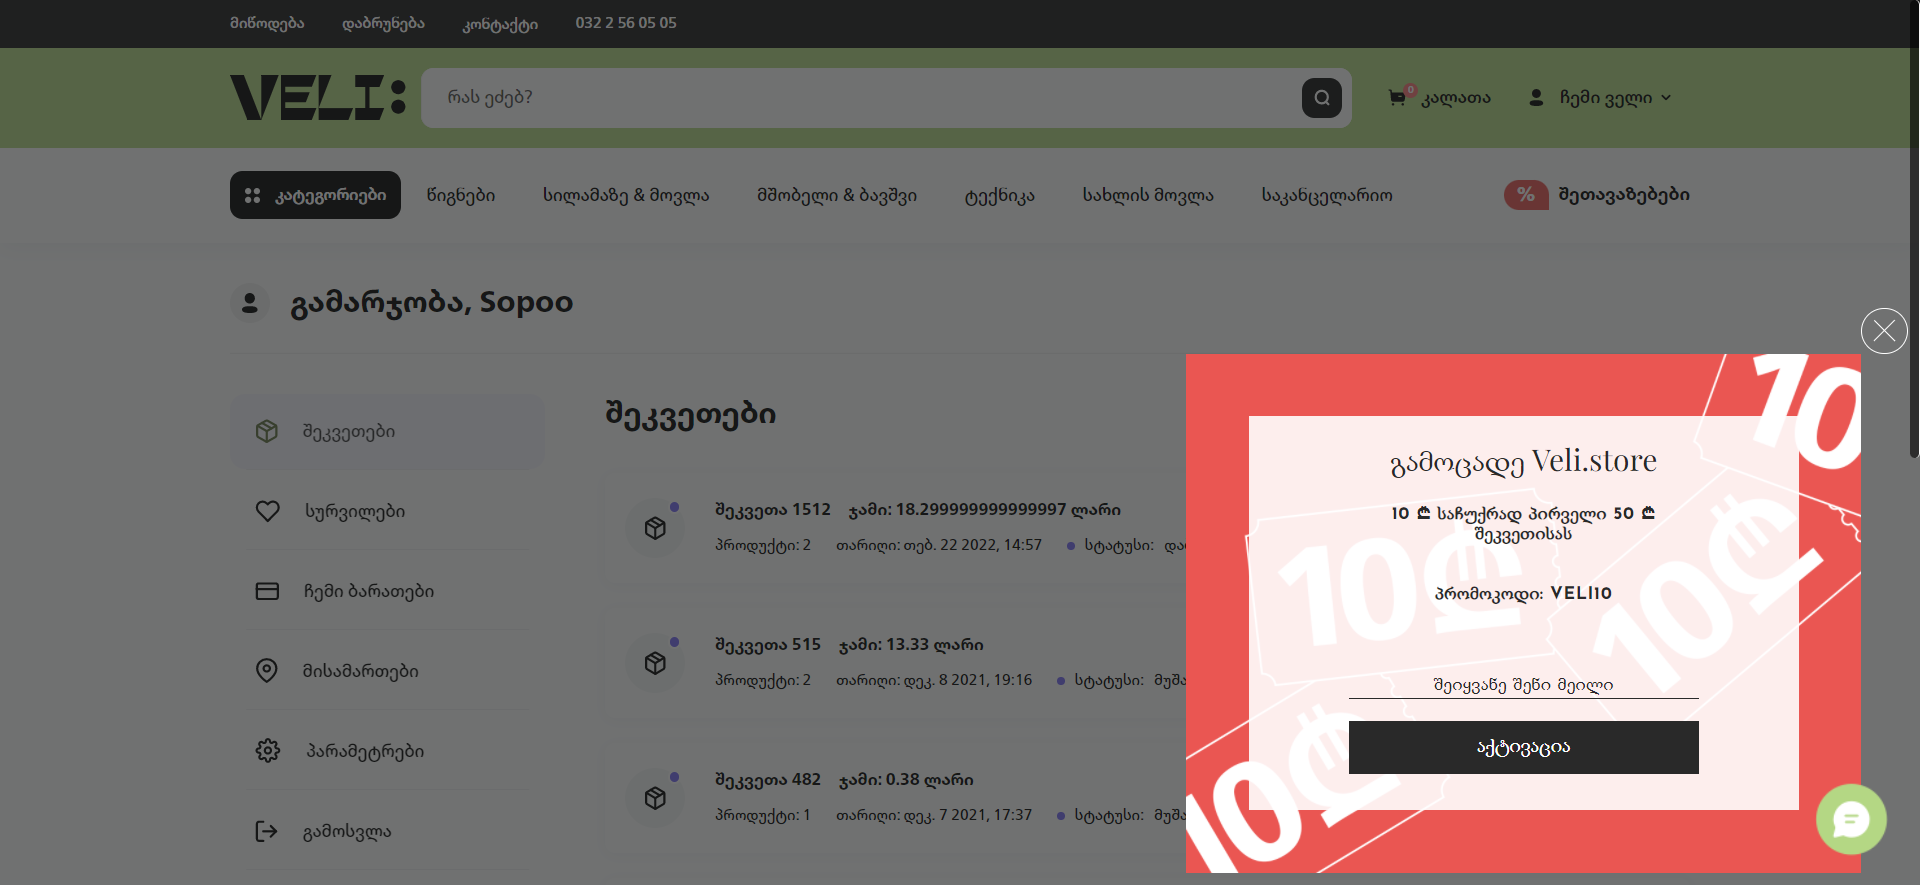 მიწოდება დაბრუნება კონტაქტი 032 2 56 05 05
VELI:
რას ეძებ?
0 კალათა ჩემი ველი
კატეგორიები წიგნები სილამაზე & მოვლა მშობელი & ბავშვი ტექნიკა სახლის მოვლა საკანცელარიო % შეთავაზებები
გამარჯობა, Sopoo
შეკვეთები
სურვილები
ჩემი ბარათები
მისამართები
პარამეტრები
გამოსვლა
შეკვეთები
შეკვეთა 1512 ჯამი: 18.299999999999997 ლარი
პროდუქტი: 2 თარიღი: თებ. 22 2022, 14:57 სტატუსი:
შეკვეთა 515 ჯამი: 13.33 ლარი
პროდუქტი: 2 თარიღი: დეკ. 8 2021, 19:16 სტატუსი:
შეკვეთა 482 ჯამი: 0.38 ლარი
პროდუქტი: 1 თარიღი: დეკ. 7 2021, 17:37 სტატუსი:
გამოცადე Veli.store
10 ₾ საჩუქრად პირველი 50 ₾
შეკვეთისას
პრომოკოდი: VELI10
შეიყვანე შენი მეილი
აქტივაცია
10
10₾
10₾
10₾